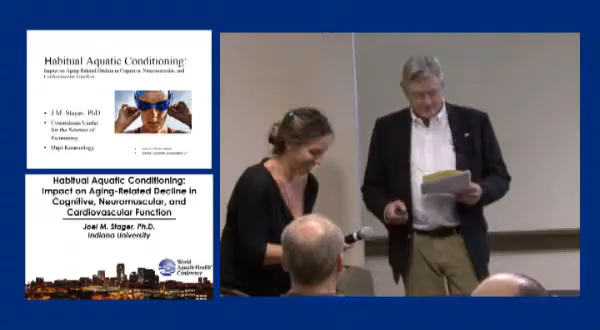 Habitual Aquatic Conditioning:
Impact on Aging-Related Decline in Cognitive, Neuromuscular, and
Cardiovascular Function
• J.M. Stager, PhD
• Counsilman Center
for the Science of
Swimming
• Dept Kinesiology
Habitual Aquatic Conditioning:
Impact on Aging-Related Decline in
Cognitive, Neuromuscular, and
Cardiovascular Function
Joel M. Stager, Ph.D.
Indiana University
World
Aquatic Health
Conference